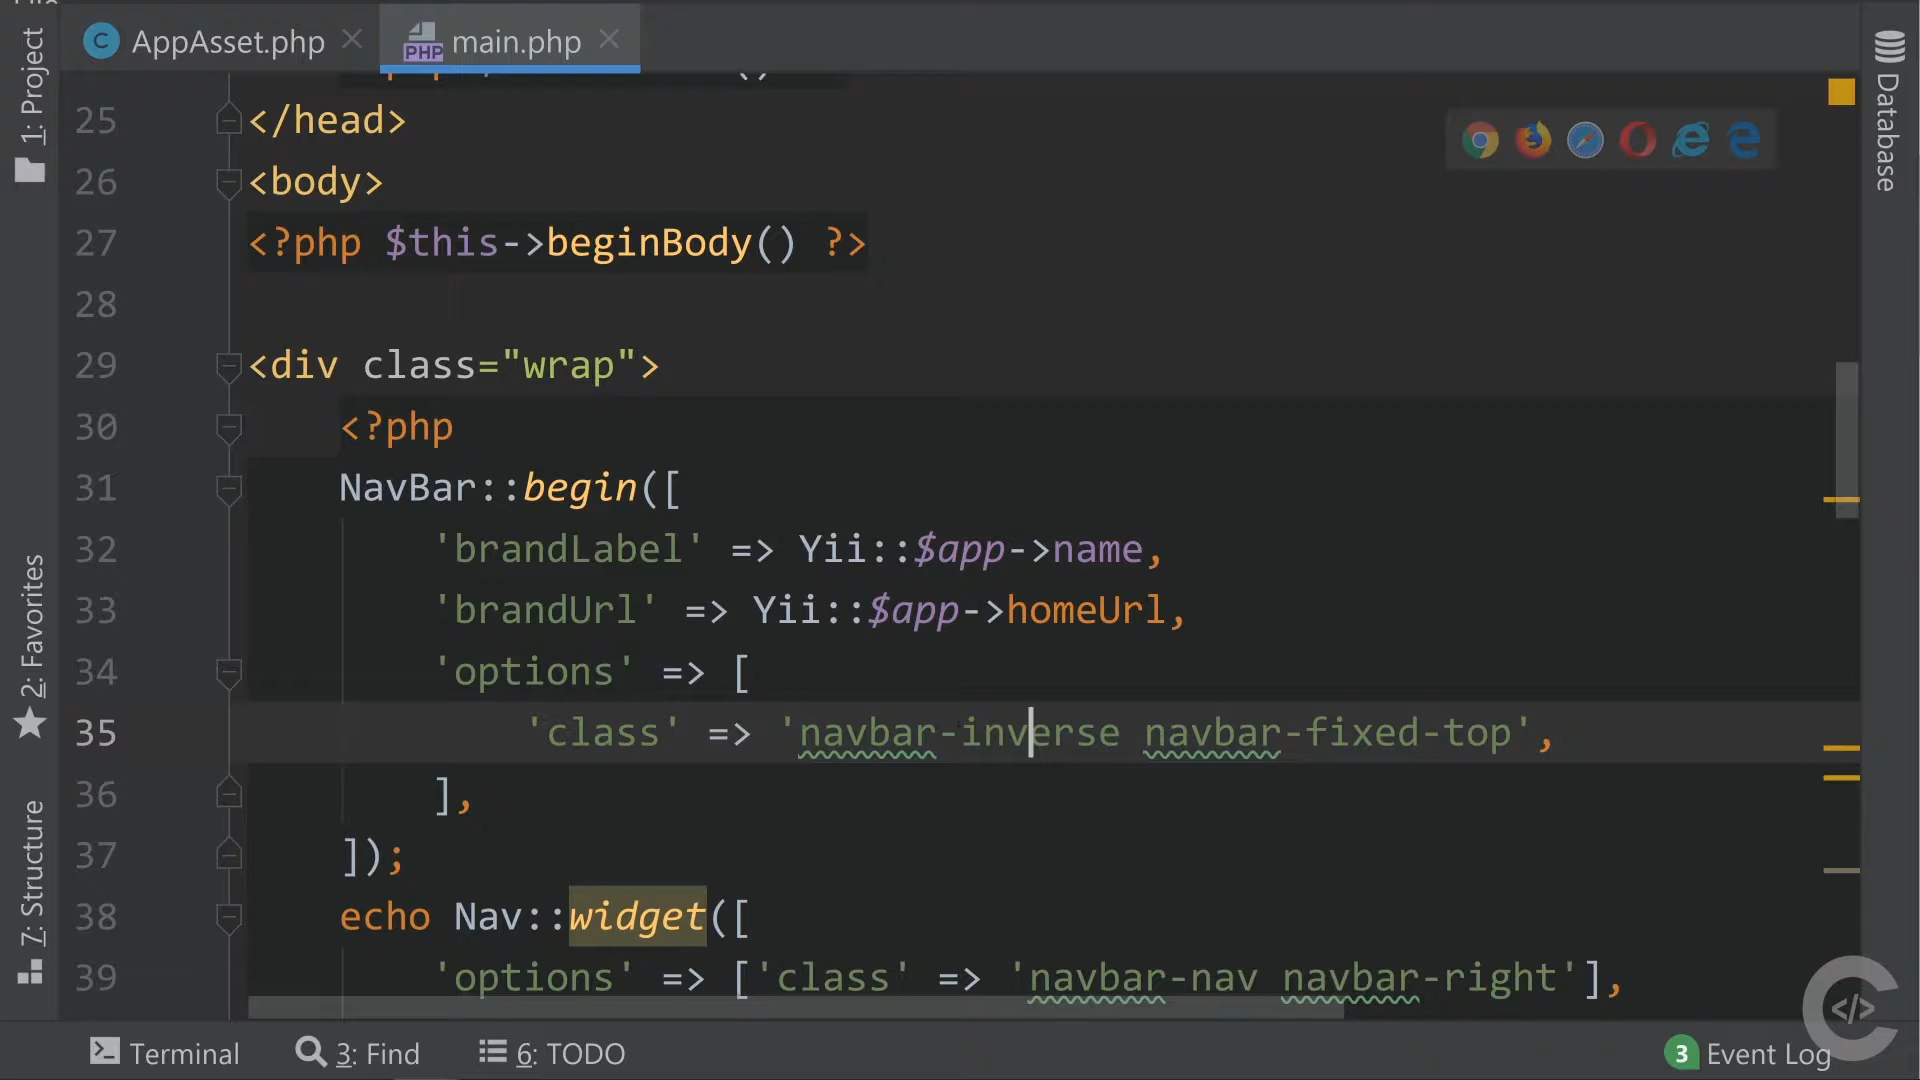 AppAsset.php
main.php
1: Project
Database
2: Favorites
7: Structure
25 </head>
26 <body>
27 <?php $this->beginBody() ?>
28
29 <div class="wrap">
30 <?php
31 NavBar::begin([
32 'brandLabel' => Yii::$app->name,
33 'brandUrl' => Yii::$app->homeUrl,
34 'options' => [
35 'class' => 'navbar-inverse navbar-fixed-top',
36 ],
37 ]);
38 echo Nav::widget([
39 'options' => ['class' => 'navbar-nav navbar-right'],
Terminal
3: Find
6: TODO
3 Event Log